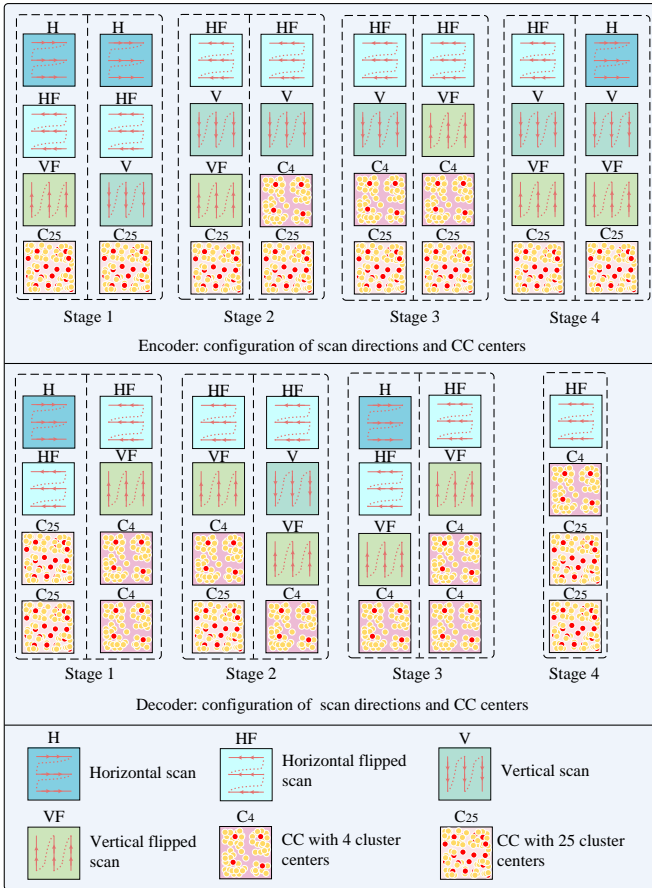 H H HF HF HF HF HF H
HF HF V V V VF V V
VF V VF C4 C4 C4 VF VF
C25 C25 C25 C25 C25 C25 C25 C25
Stage 1 Stage 2 Stage 3 Stage 4
Encoder: configuration of scan directions and CC centers
H HF HF HF H HF HF
HF VF VF V HF VF C4
C25 C4 C4 VF VF C4 C25
C25 C4 C25 C4 C4 C4 C25
Stage 1 Stage 2 Stage 3 Stage 4
Decoder: configuration of scan directions and CC centers
H HF V
Horizontal scan
Horizontal flipped
scan
Vertical scan
VF C4 C25
Vertical flipped
scan
CC with 4 cluster
centers
CC with 25 cluster
centers